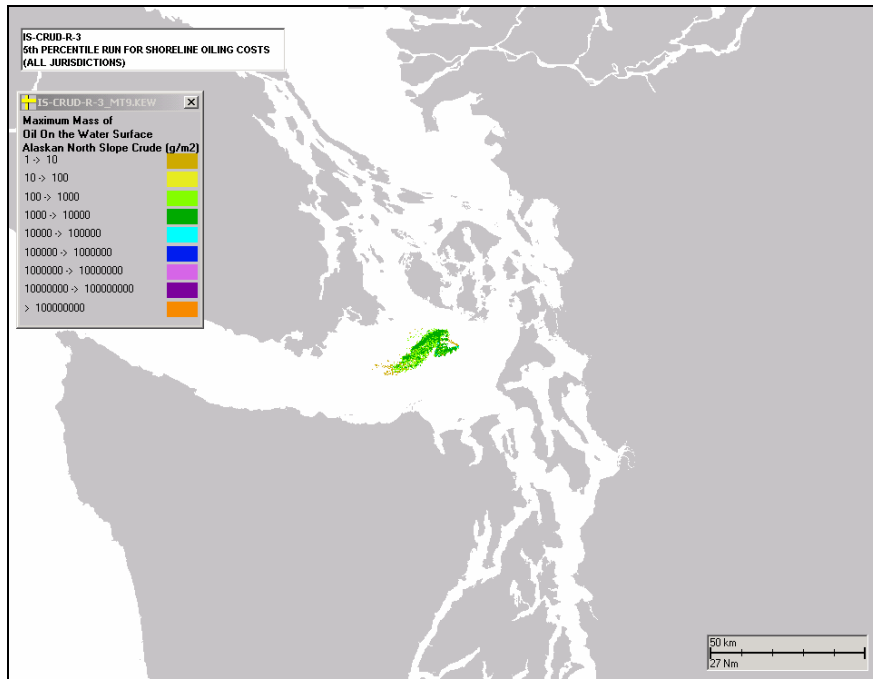 IS-CRUD-R-3
5th PERCENTILE RUN FOR SHORELINE OILING COSTS
(ALL JURISDICTIONS)
IS-CRUD-R-3_MT9.KEW
Maximum Mass of
Oil On the Water Surface
Alaskan North Slope Crude (g/m2)
1 -> 10
10 -> 100
100 -> 1000
1000 -> 10000
10000 -> 100000
100000 -> 1000000
1000000 -> 10000000
10000000 -> 100000000
> 100000000
50 km
27 Nm